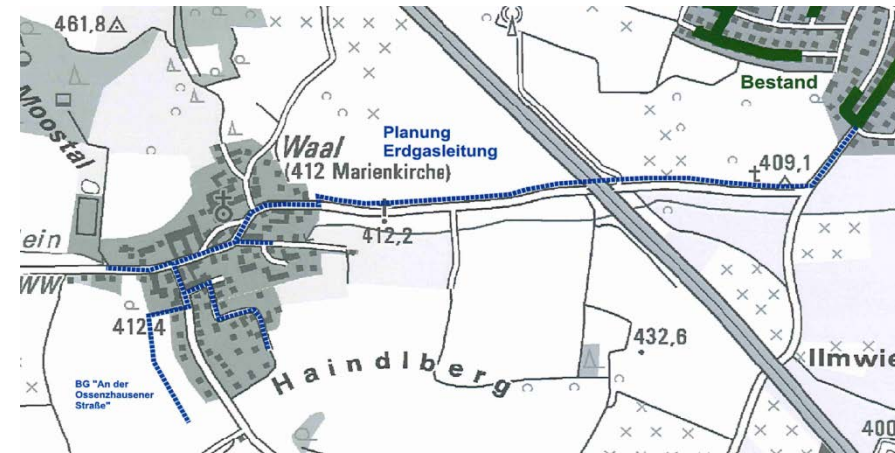 461,8
Moostal
Bestand
Planung
Erdgasleitung
Waal
(412 Marienkirche)
409,1
412,2
ein
WW
412,4
432,6
Haindlberg
Ilmwie
BG "An der
Ossenzhausener
Straße"
400